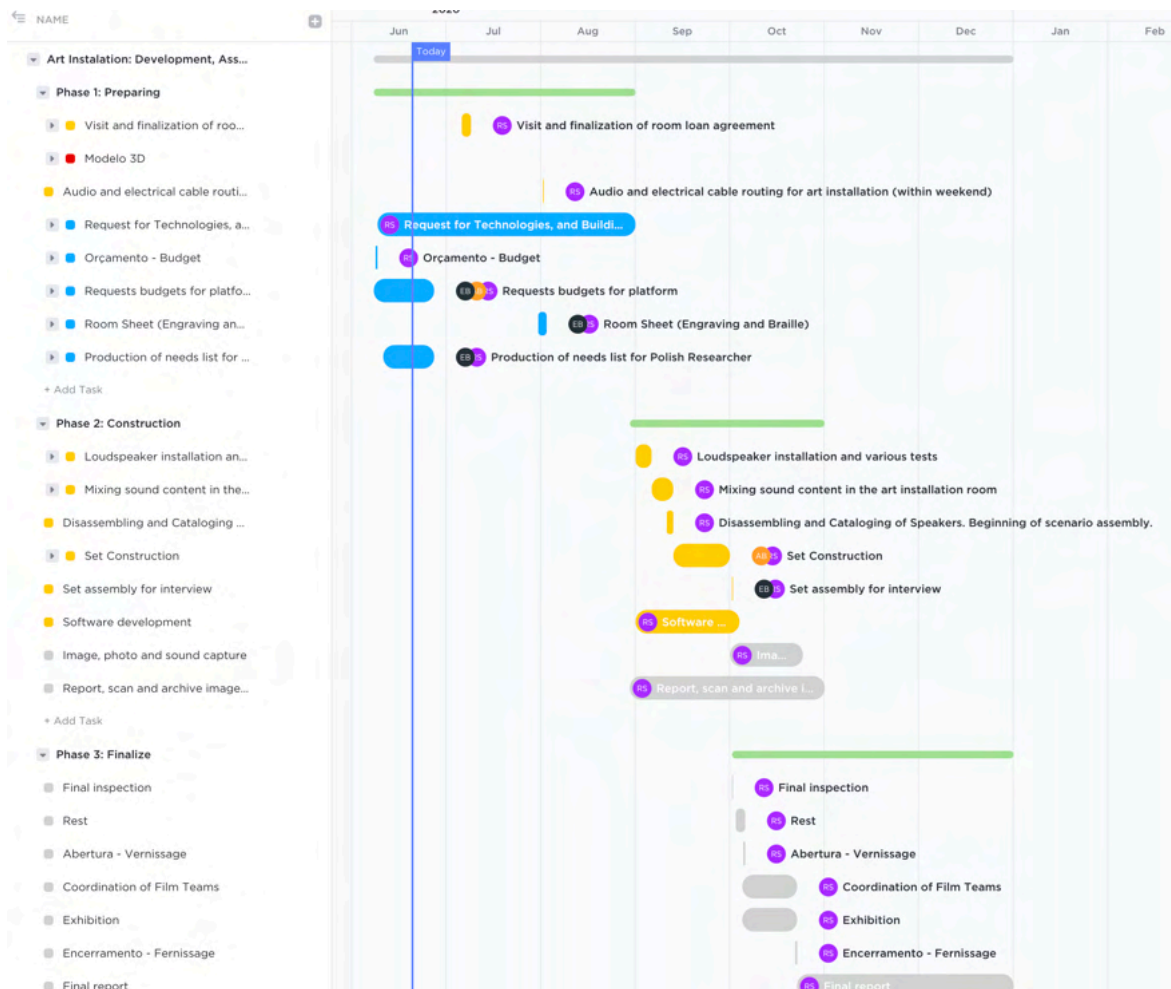 2020
NAME
Jun Jul Aug Sep Oct Nov Dec Jan Feb
Today
Art Instalation: Development, Ass...
Phase 1: Preparing
Visit and finalization of roo... RS Visit and finalization of room loan agreement
Modelo 3D
Audio and electrical cable routi... RS Audio and electrical cable routing for art installation (within weekend)
Request for Technologies, a... RS Request for Technologies, and Buildi...
Orçamento - Budget RS Orçamento - Budget
Requests budgets for platfo... EB Requests budgets for platform
Room Sheet (Engraving an... EB Room Sheet (Engraving and Braille)
Production of needs list for ... EB Production of needs list for Polish Researcher
+ Add Task
Phase 2: Construction
Loudspeaker installation an... RS Loudspeaker installation and various tests
Mixing sound content in the... RS Mixing sound content in the art installation room
Disassembling and Cataloging ... RS Disassembling and Cataloging of Speakers. Beginning of scenario assembly.
Set Construction AB Set Construction
Set assembly for interview EB Set assembly for interview
Software development RS Software ...
Image, photo and sound capture RS Ima...
Report, scan and archive image... RS Report, scan and archive i...
+ Add Task
Phase 3: Finalize
Final inspection RS Final inspection
Rest RS Rest
Abertura - Vernissage RS Abertura - Vernissage
Coordination of Film Teams RS Coordination of Film Teams
Exhibition RS Exhibition
Encerramento - Fernissage RS Encerramento - Fernissage
Final report RS Final report